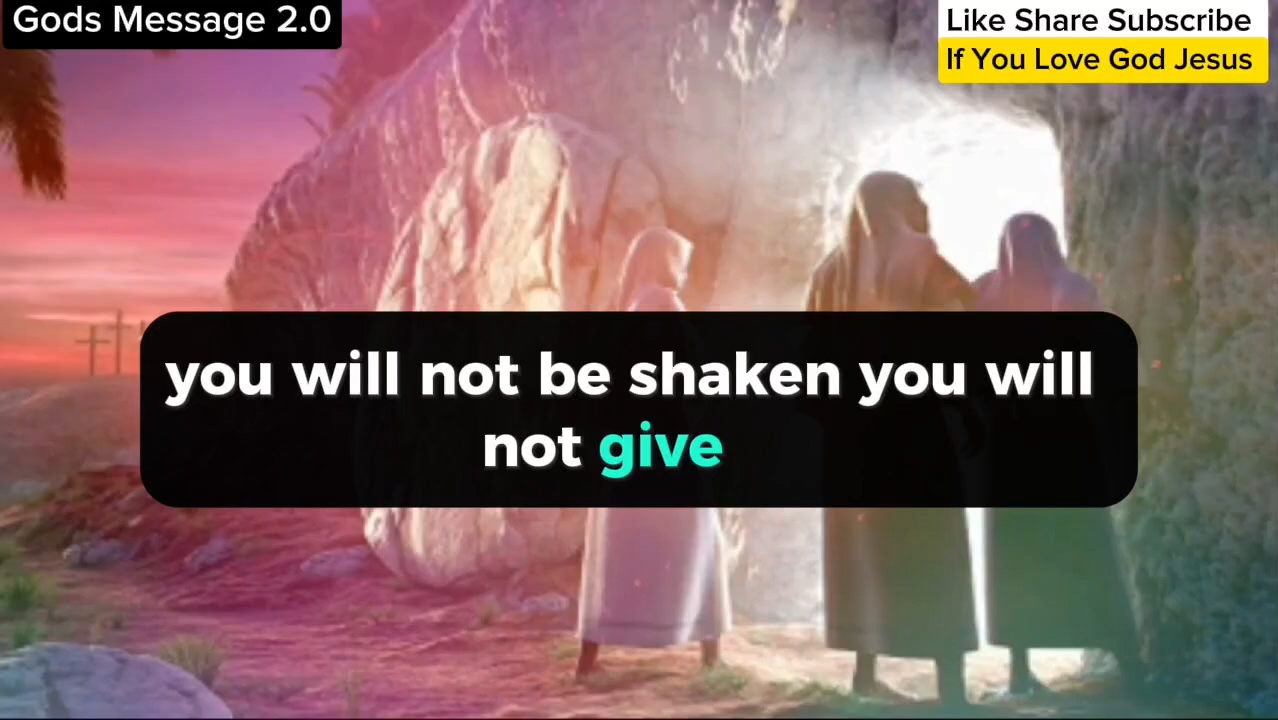 Gods Message 2.0
Like Share Subscribe
If You Love God Jesus
you will not be shaken you will
not give